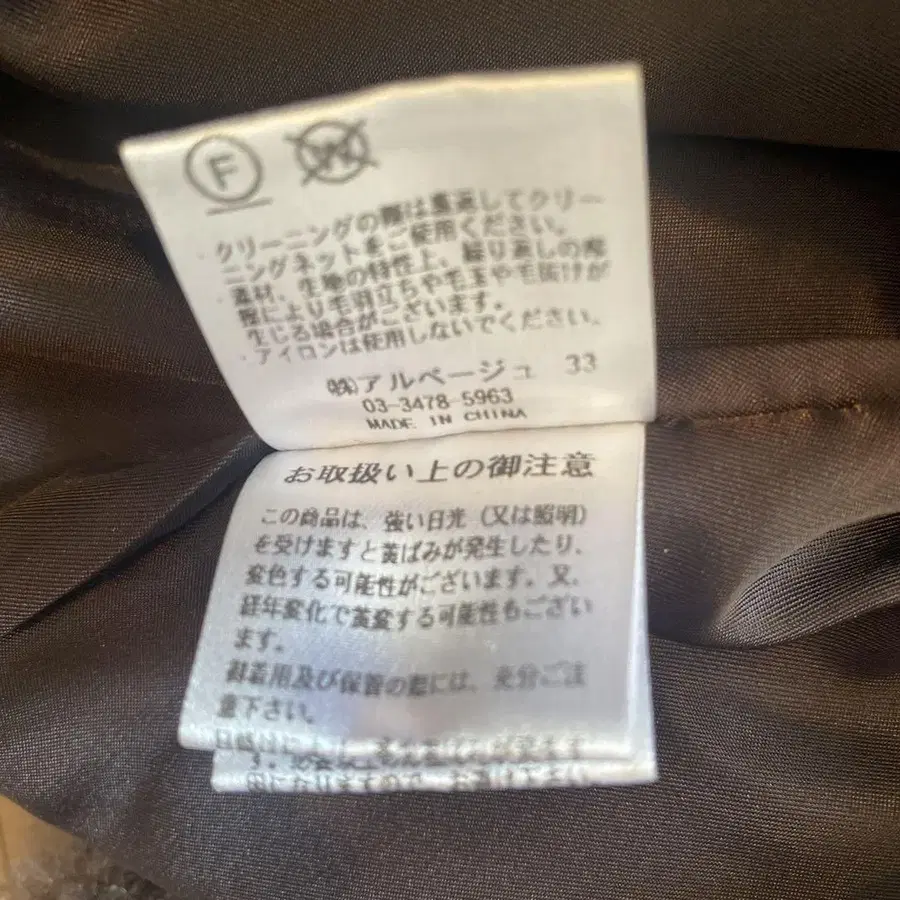 F W
・クリーニングの際は裏返してクリー
ニングネットをご使用ください。
・素材、生地の特性上、繰り返しの摩
擦により毛羽立ちや毛玉や毛抜けが
生じる場合がございます。
・アイロンは使用しないでください。
㈱アルページュ 33
03-3478-5963
MADE IN CHINA
お取扱い上の御注意
この商品は、強い日光(又は照明)
を受けますと黄ばみが発生したり、
変色する可能性がございます。又、
経年変化で黄変する可能性もござい
ます。
御着用及び保管の際には、充分ご注
意下さい。